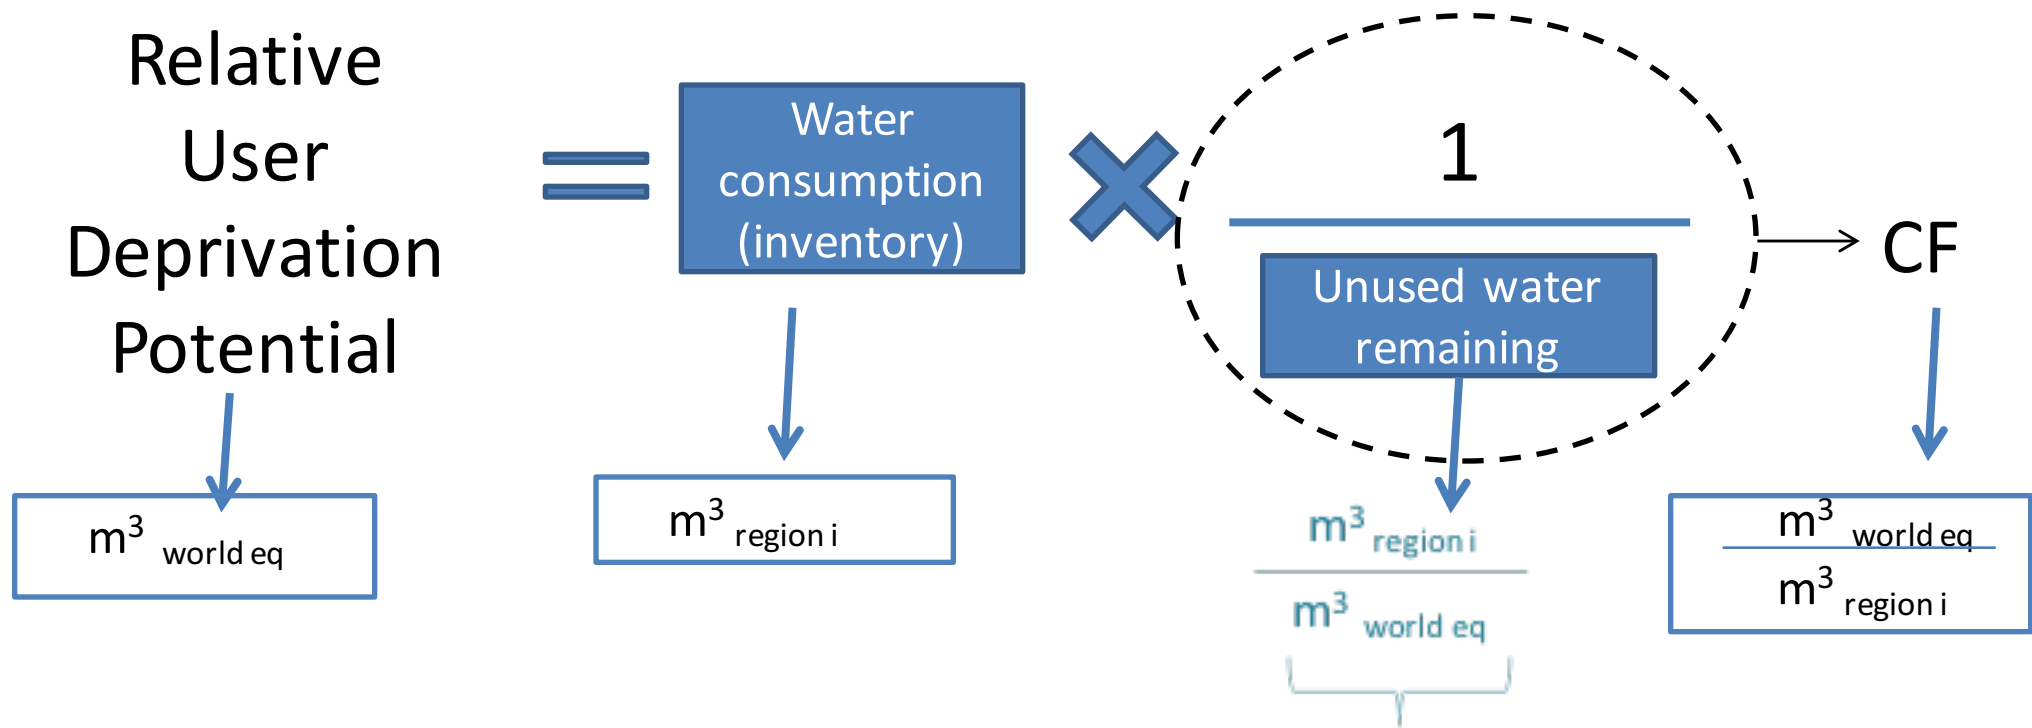 Relative
User
Deprivation
Potential
=
Water
consumption
(inventory)
×
1
Unused water
remaining
CF
m³ world eq
m³ region i
m³ region i
m³ world eq
m³ world eq
m³ region i